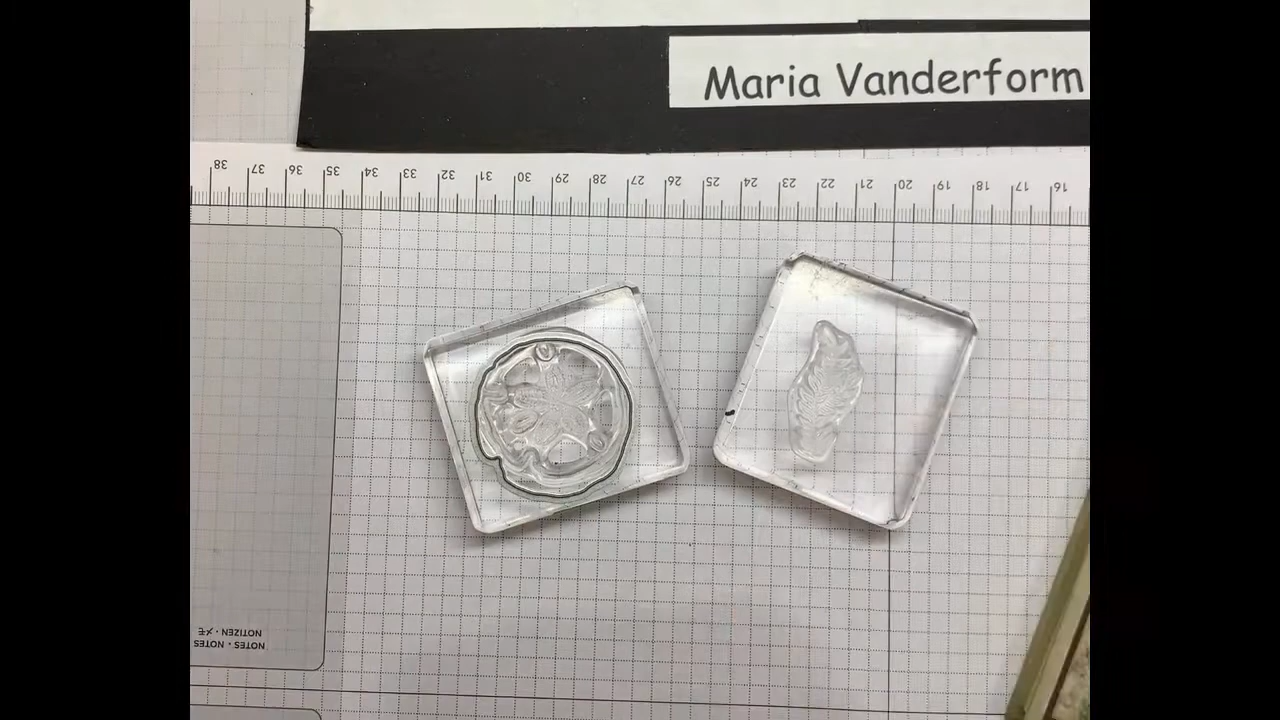 Maria Vanderform
38 37 36 35 34 33 32 31 30 29 28 27 26 25 24 23 22 21 20 19 18 17 16
NOTIZEN • メモ
NOTES • NOTES